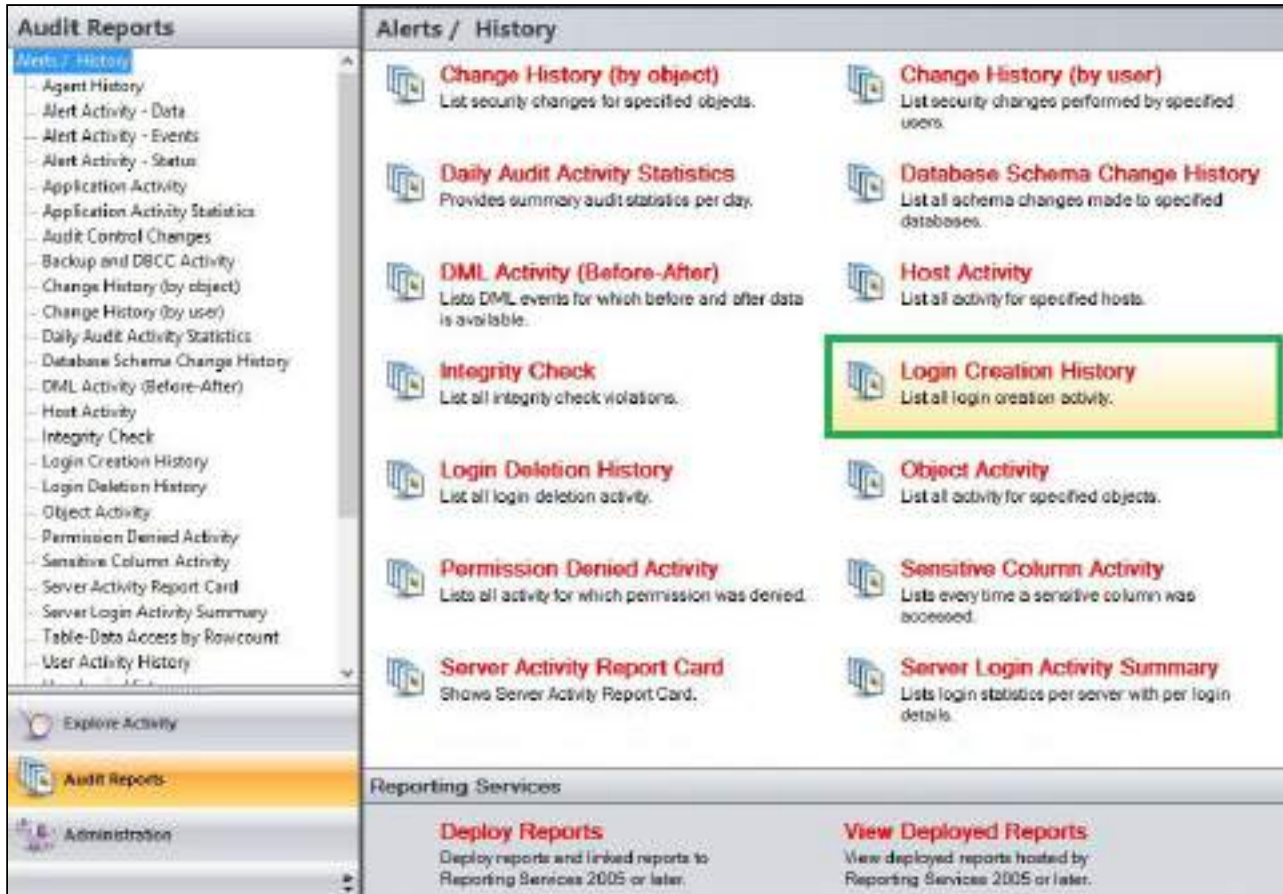 Audit Reports
Alerts / History
Agent History
Alert Activity - Data
Alert Activity - Events
Alert Activity - Status
Application Activity
Application Activity Statistics
Audit Control Changes
Backup and DBCC Activity
Change History (by object)
Change History (by user)
Daily Audit Activity Statistics
Database Schema Change History
DML Activity (Before-After)
Host Activity
Integrity Check
Login Creation History
Login Deletion History
Object Activity
Permission Denied Activity
Sensitive Column Activity
Server Activity Report Card
Server Login Activity Summary
Table-Data Access by Rowcount
User Activity History
Explore Activity
Audit Reports
Administration
Alerts / History
Change History (by object)
List security changes for specified objects.
Change History (by user)
List security changes performed by specified
users.
Daily Audit Activity Statistics
Provides summary audit statistics per day.
Database Schema Change History
List all schema changes made to specified
databases.
DML Activity (Before-After)
Lists DML events for which before and after data
is available.
Host Activity
List all activity for specified hosts.
Integrity Check
List all integrity check violations.
Login Creation History
List all login creation activity.
Login Deletion History
List all login deletion activity.
Object Activity
List all activity for specified objects.
Permission Denied Activity
Lists all activity for which permission was denied.
Sensitive Column Activity
Lists every time a sensitive column was
accessed.
Server Activity Report Card
Shows Server Activity Report Card.
Server Login Activity Summary
Lists login statistics per server with per login
details.
Reporting Services
Deploy Reports
Deploy reports and linked reports to
Reporting Services 2005 or later.
View Deployed Reports
View deployed reports hosted by
Reporting Services 2005 or later.